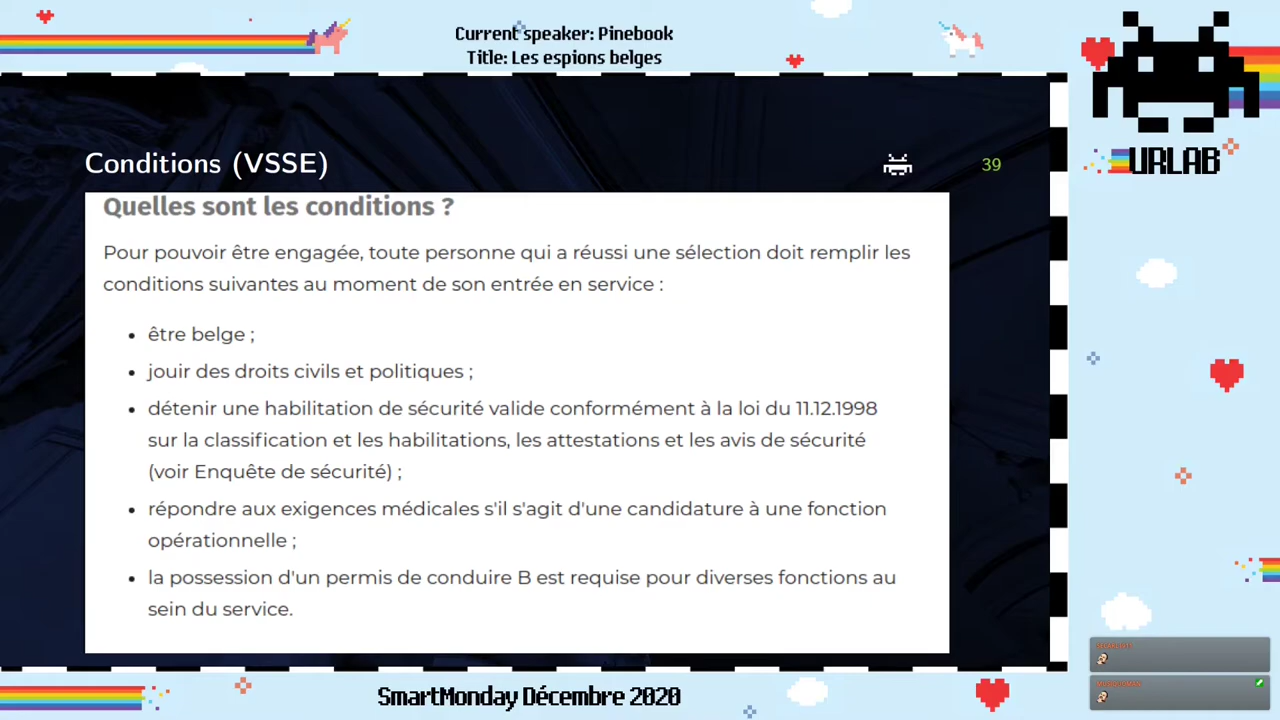 Current speaker: Pinebook
Title: Les espions belges
URLAB
Conditions (VSSE)
39
Quelles sont les conditions ?
Pour pouvoir être engagée, toute personne qui a réussi une sélection doit remplir les
conditions suivantes au moment de son entrée en service :
• être belge ;
• jouir des droits civils et politiques ;
• détenir une habilitation de sécurité valide conformément à la loi du 11.12.1998
sur la classification et les habilitations, les attestations et les avis de sécurité
(voir Enquête de sécurité) ;
• répondre aux exigences médicales s'il s'agit d'une candidature à une fonction
opérationnelle ;
• la possession d'un permis de conduire B est requise pour diverses fonctions au
sein du service.
SmartMonday Décembre 2020